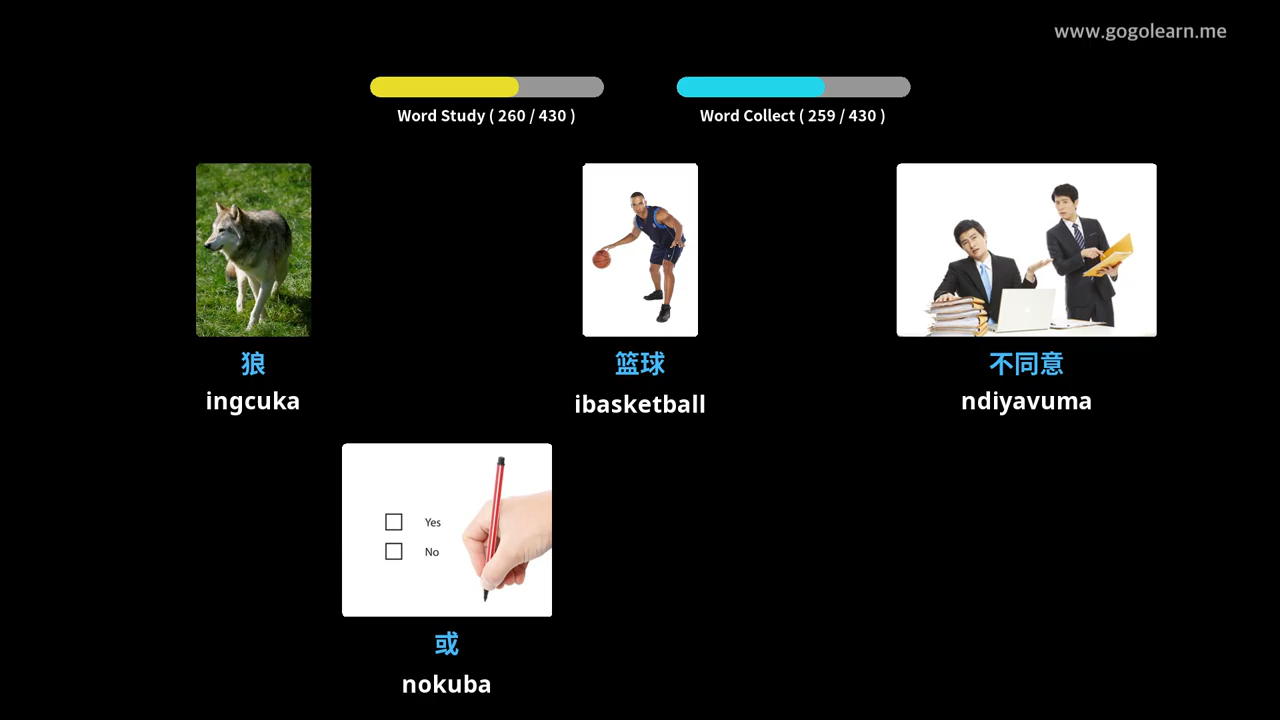 www.gogolearn.me
Word Study ( 260 / 430 )
Word Collect ( 259 / 430 )
狼
ingcuka
篮球
ibasketball
不同意
ndiyavuma
Yes
No
或
nokuba